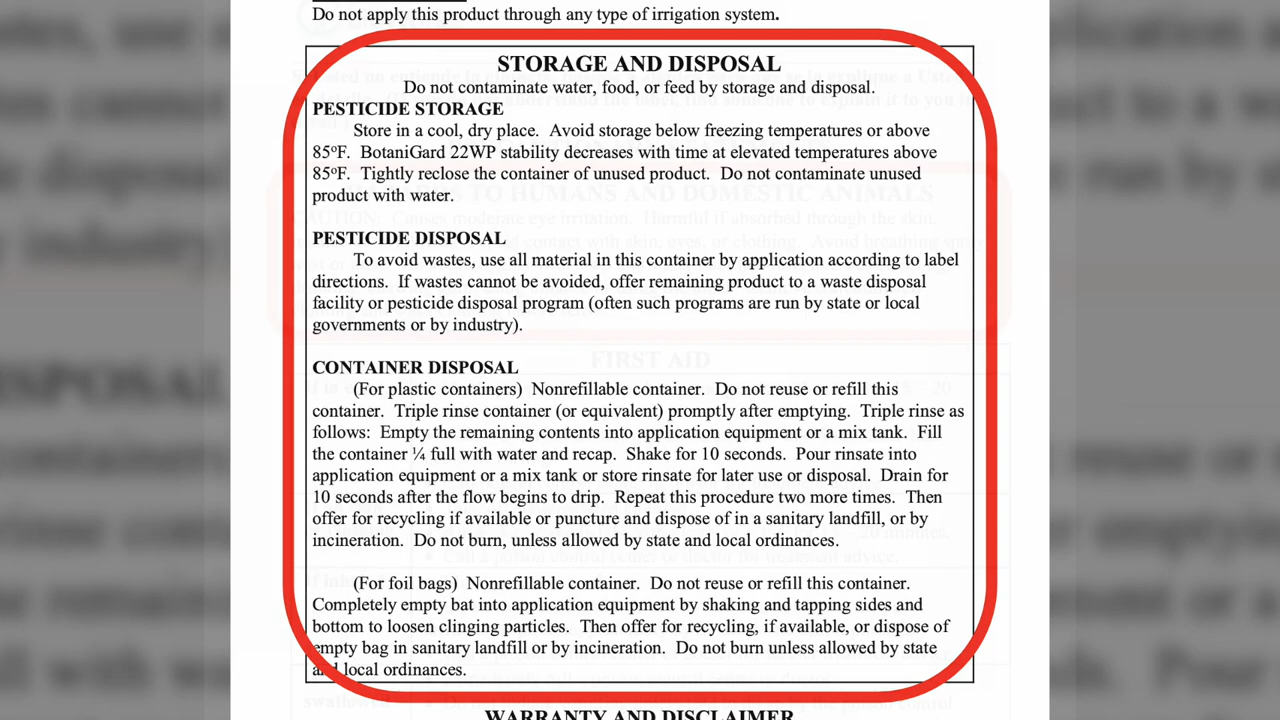 Do not apply this product through any type of irrigation system.
STORAGE AND DISPOSAL
Do not contaminate water, food, or feed by storage and disposal.
PESTICIDE STORAGE
Store in a cool, dry place. Avoid storage below freezing temperatures or above
85°F. BotaniGard 22WP stability decreases with time at elevated temperatures above
85°F. Tightly reclose the container of unused product. Do not contaminate unused
product with water.
PESTICIDE DISPOSAL
To avoid wastes, use all material in this container by application according to label
directions. If wastes cannot be avoided, offer remaining product to a waste disposal
facility or pesticide disposal program (often such programs are run by state or local
governments or by industry).
CONTAINER DISPOSAL
(For plastic containers) Nonrefillable container. Do not reuse or refill this
container. Triple rinse container (or equivalent) promptly after emptying. Triple rinse as
follows: Empty the remaining contents into application equipment or a mix tank. Fill
the container ¼ full with water and recap. Shake for 10 seconds. Pour rinsate into
application equipment or a mix tank or store rinsate for later use or disposal. Drain for
10 seconds after the flow begins to drip. Repeat this procedure two more times. Then
offer for recycling if available or puncture and dispose of in a sanitary landfill, or by
incineration. Do not burn, unless allowed by state and local ordinances.
(For foil bags) Nonrefillable container. Do not reuse or refill this container.
Completely empty bat into application equipment by shaking and tapping sides and
bottom to loosen clinging particles. Then offer for recycling, if available, or dispose of
empty bag in sanitary landfill or by incineration. Do not burn unless allowed by state
and local ordinances.
WARRANTY AND DISCLAIMER